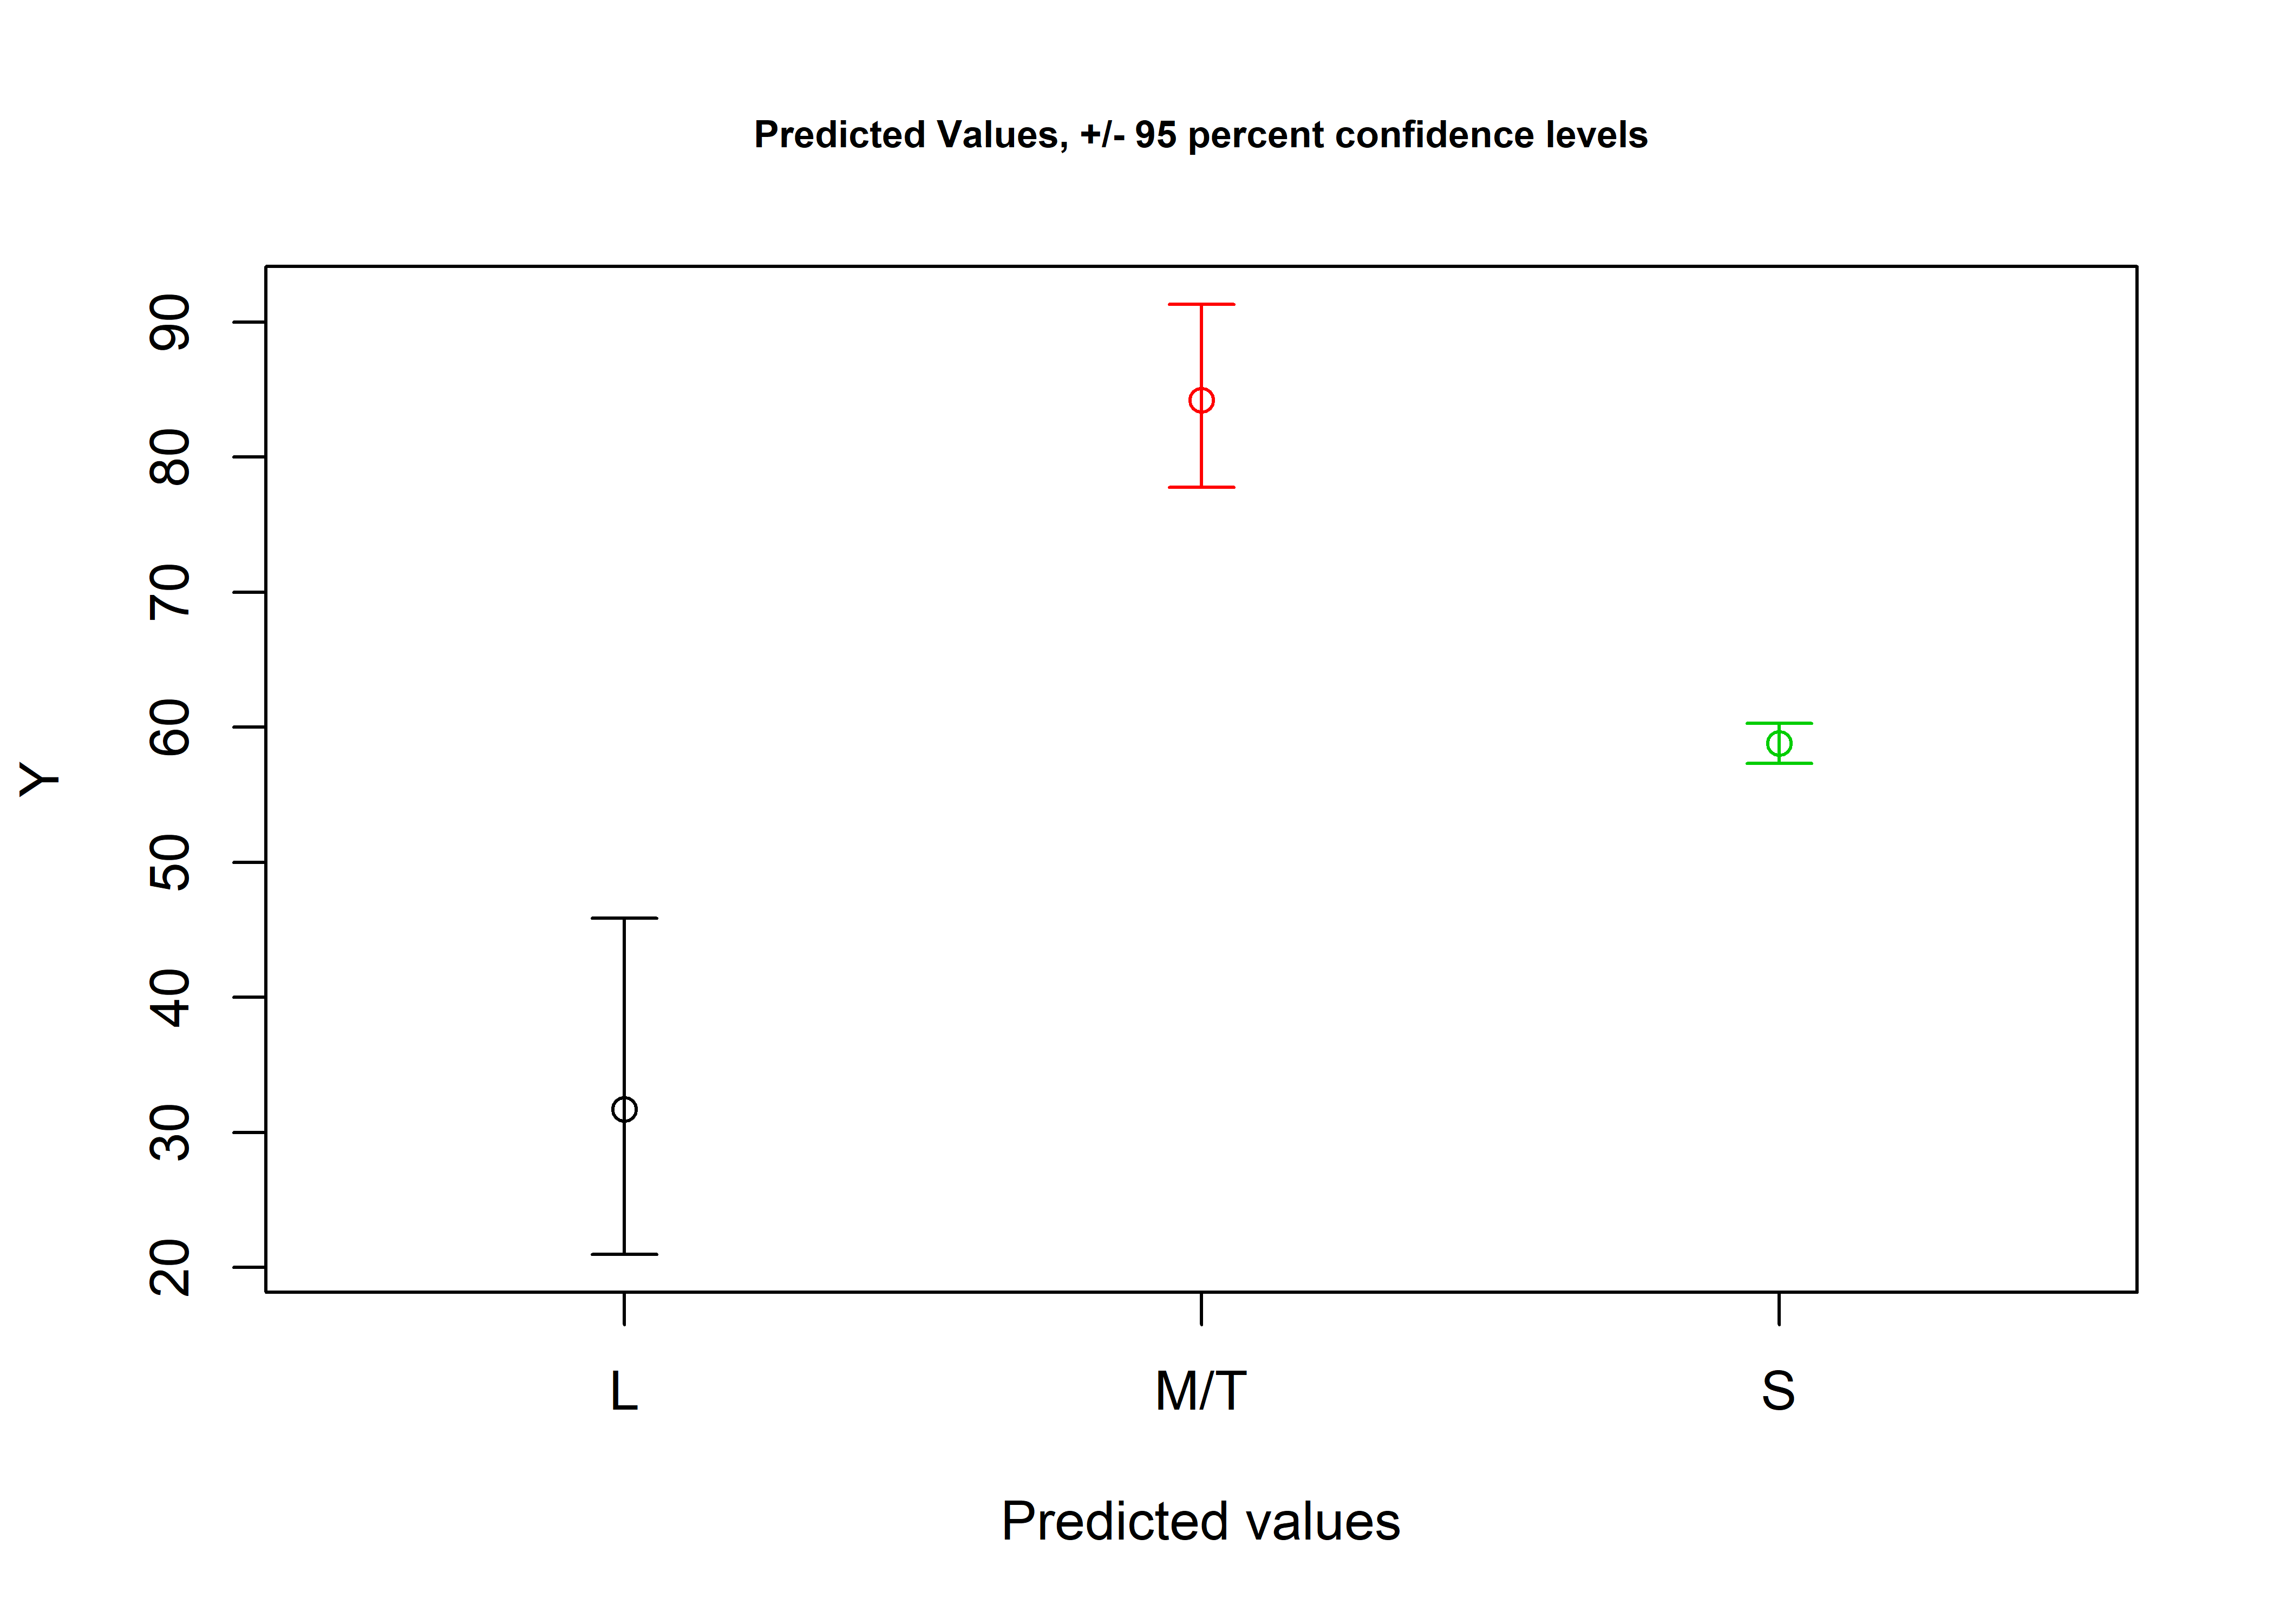 Predicted Values, +/- 95 percent confidence levels
90
80
70
60
50
40
30
20
Y
L
M/T
S
Predicted values